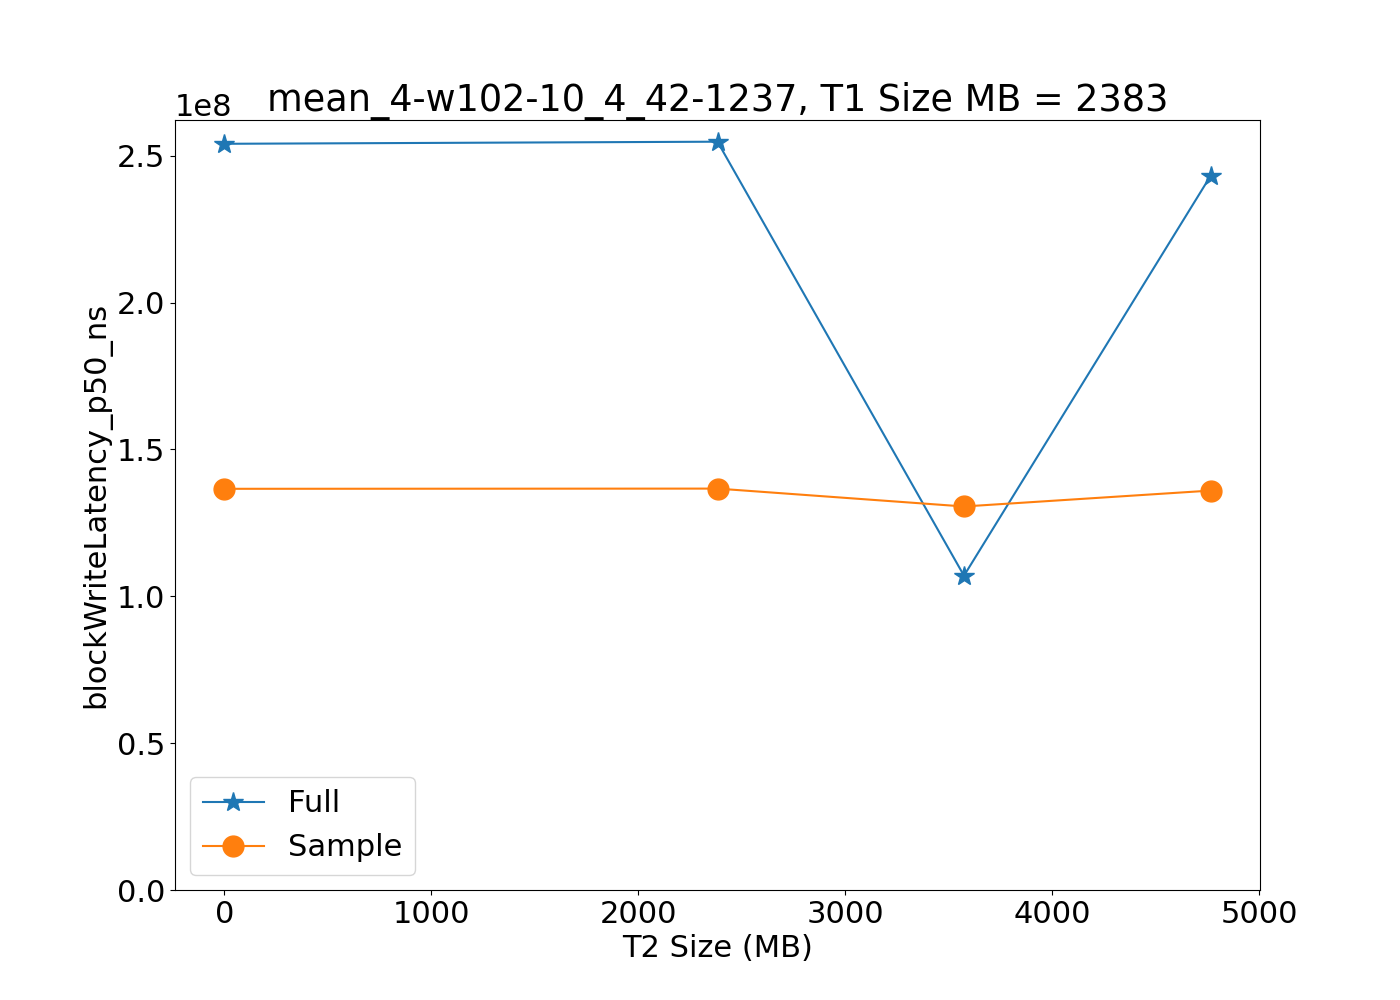 mean_4-w102-10_4_42-1237, T1 Size MB = 2383
1e8
2.5
2.0
1.5
1.0
0.5
0.0
blockWriteLatency_p50_ns
Full
Sample
0 1000 2000 3000 4000 5000
T2 Size (MB)